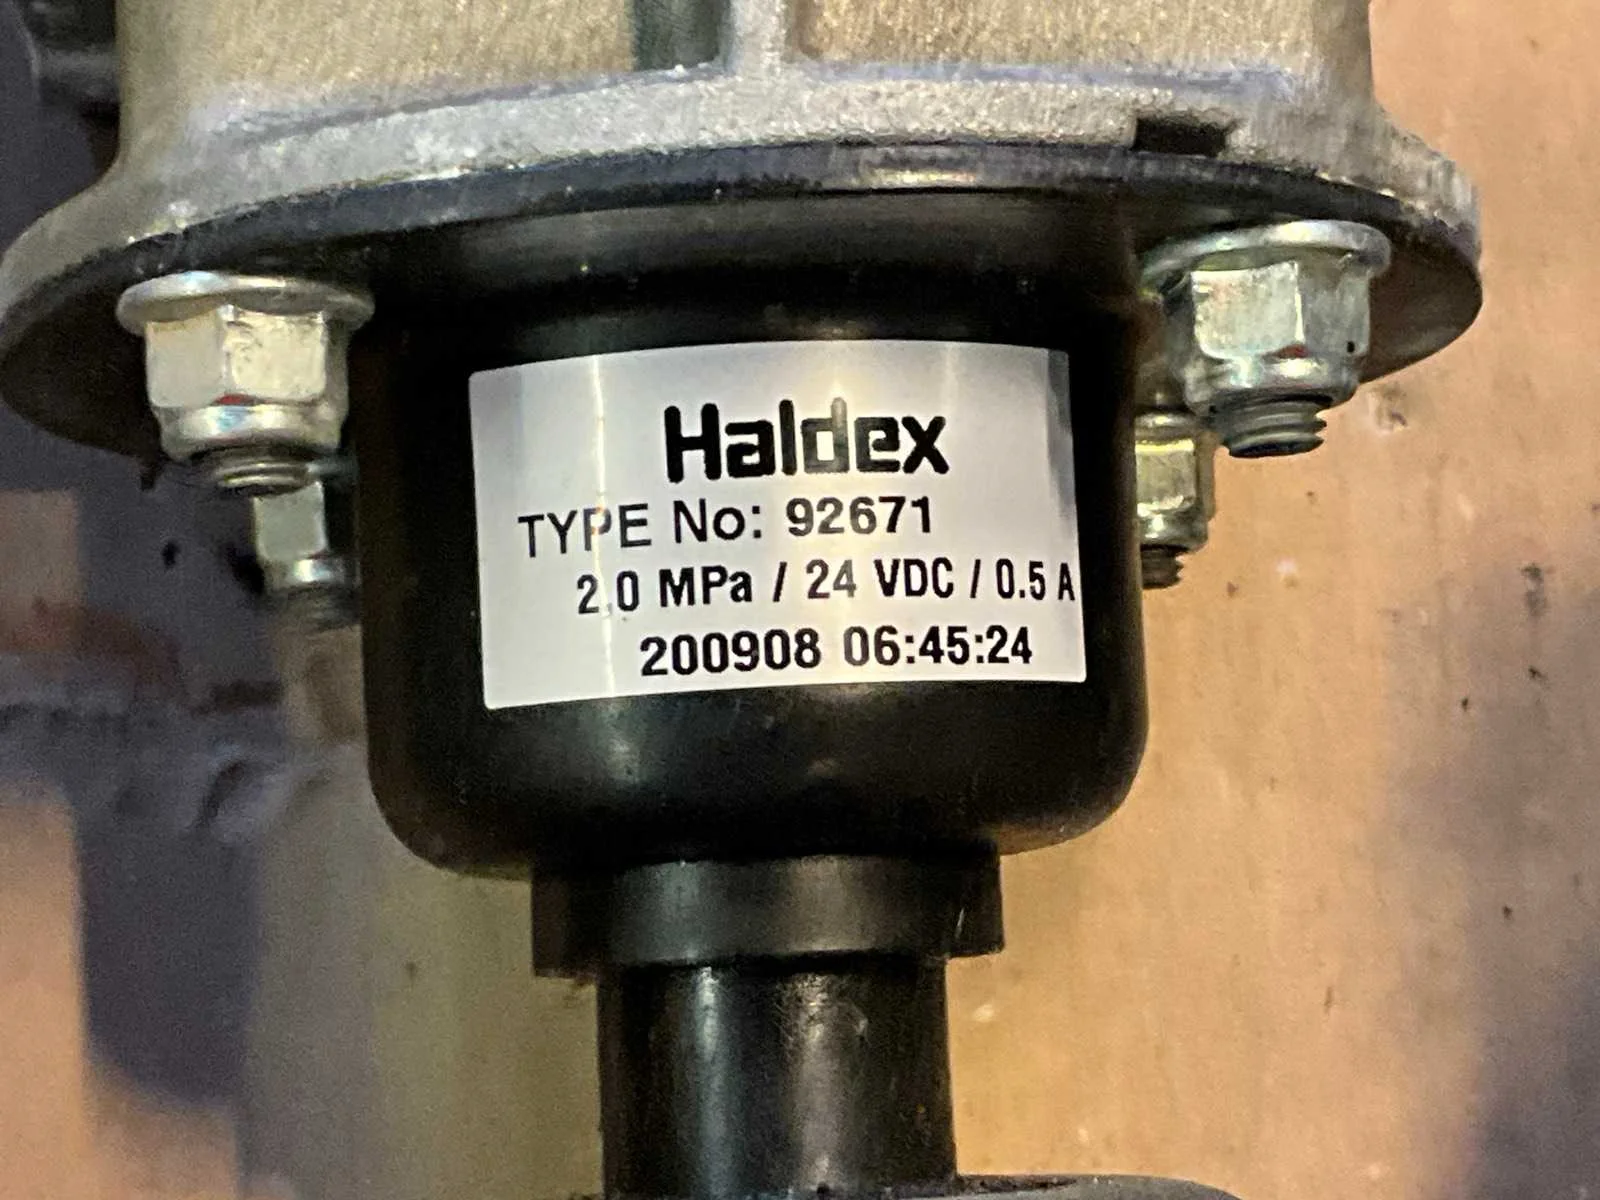 Haldex
TYPE No: 92671
2.0 MPa / 24 VDC / 0.5 A
200908 06:45:24